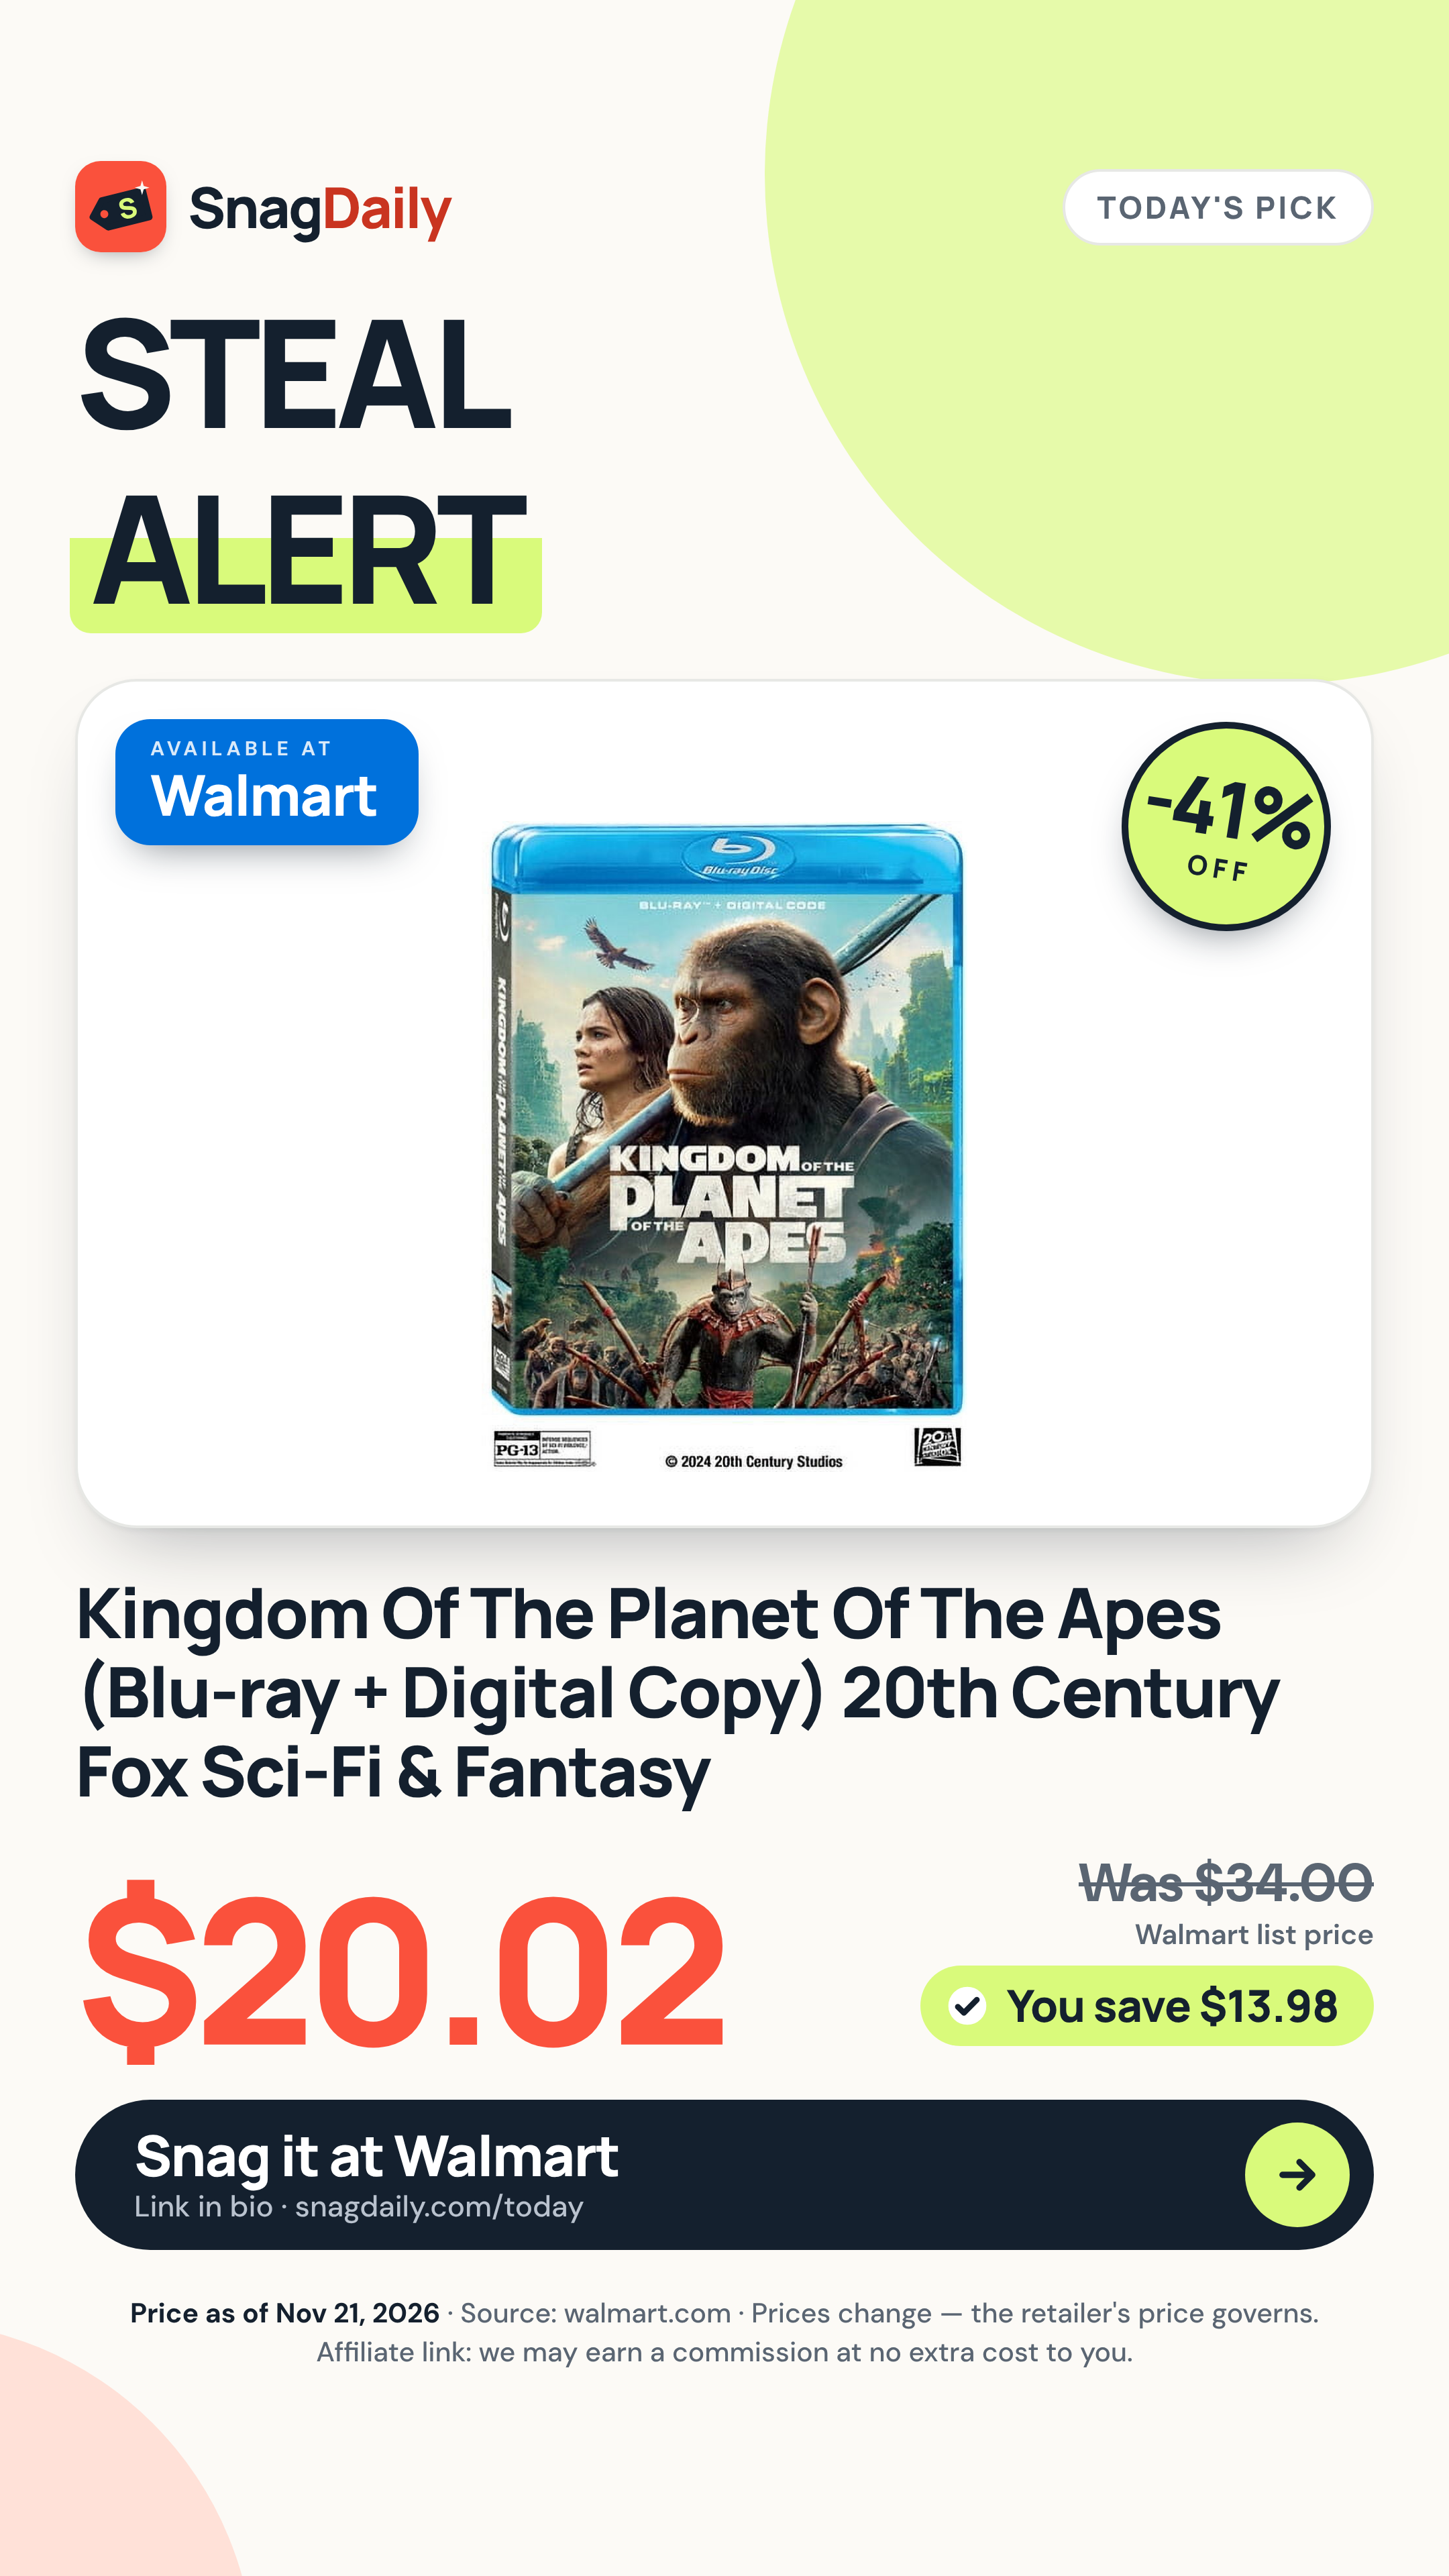 S
SnagDaily
TODAY'S PICK
STEAL
ALERT
AVAILABLE AT
Walmart
-41%
OFF
Blu-ray Disc
BLU-RAY™ + DIGITAL CODE
KINGDOM OF THE PLANET OF THE APES
KINGDOM OF THE
PLANET
OF THE APES
PG-13
© 2024 20th Century Studios
Kingdom Of The Planet Of The Apes
(Blu-ray + Digital Copy) 20th Century
Fox Sci-Fi & Fantasy
$20.02
Was $34.00
Walmart list price
You save $13.98
Snag it at Walmart
Link in bio · snagdaily.com/today
Price as of Nov 21, 2026 · Source: walmart.com · Prices change — the retailer's price governs.
Affiliate link: we may earn a commission at no extra cost to you.